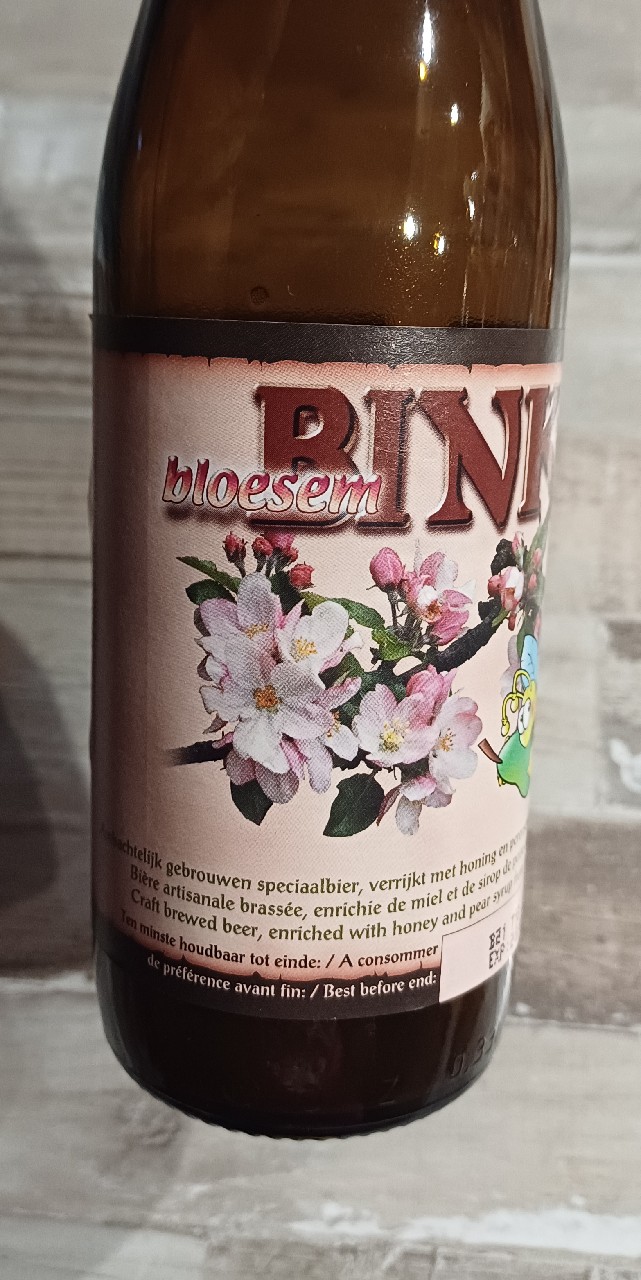 BINK
bloesem
gebrouwen speciaalbier, verrijkt met honing en
Bière artisanale brassée, enrichie de miel et de sirop de
Craft brewed beer, enriched with honey and pear syrup
Ten minste houdbaar tot einde: / A consommer
de préférence avant fin: / Best before end:
EXP